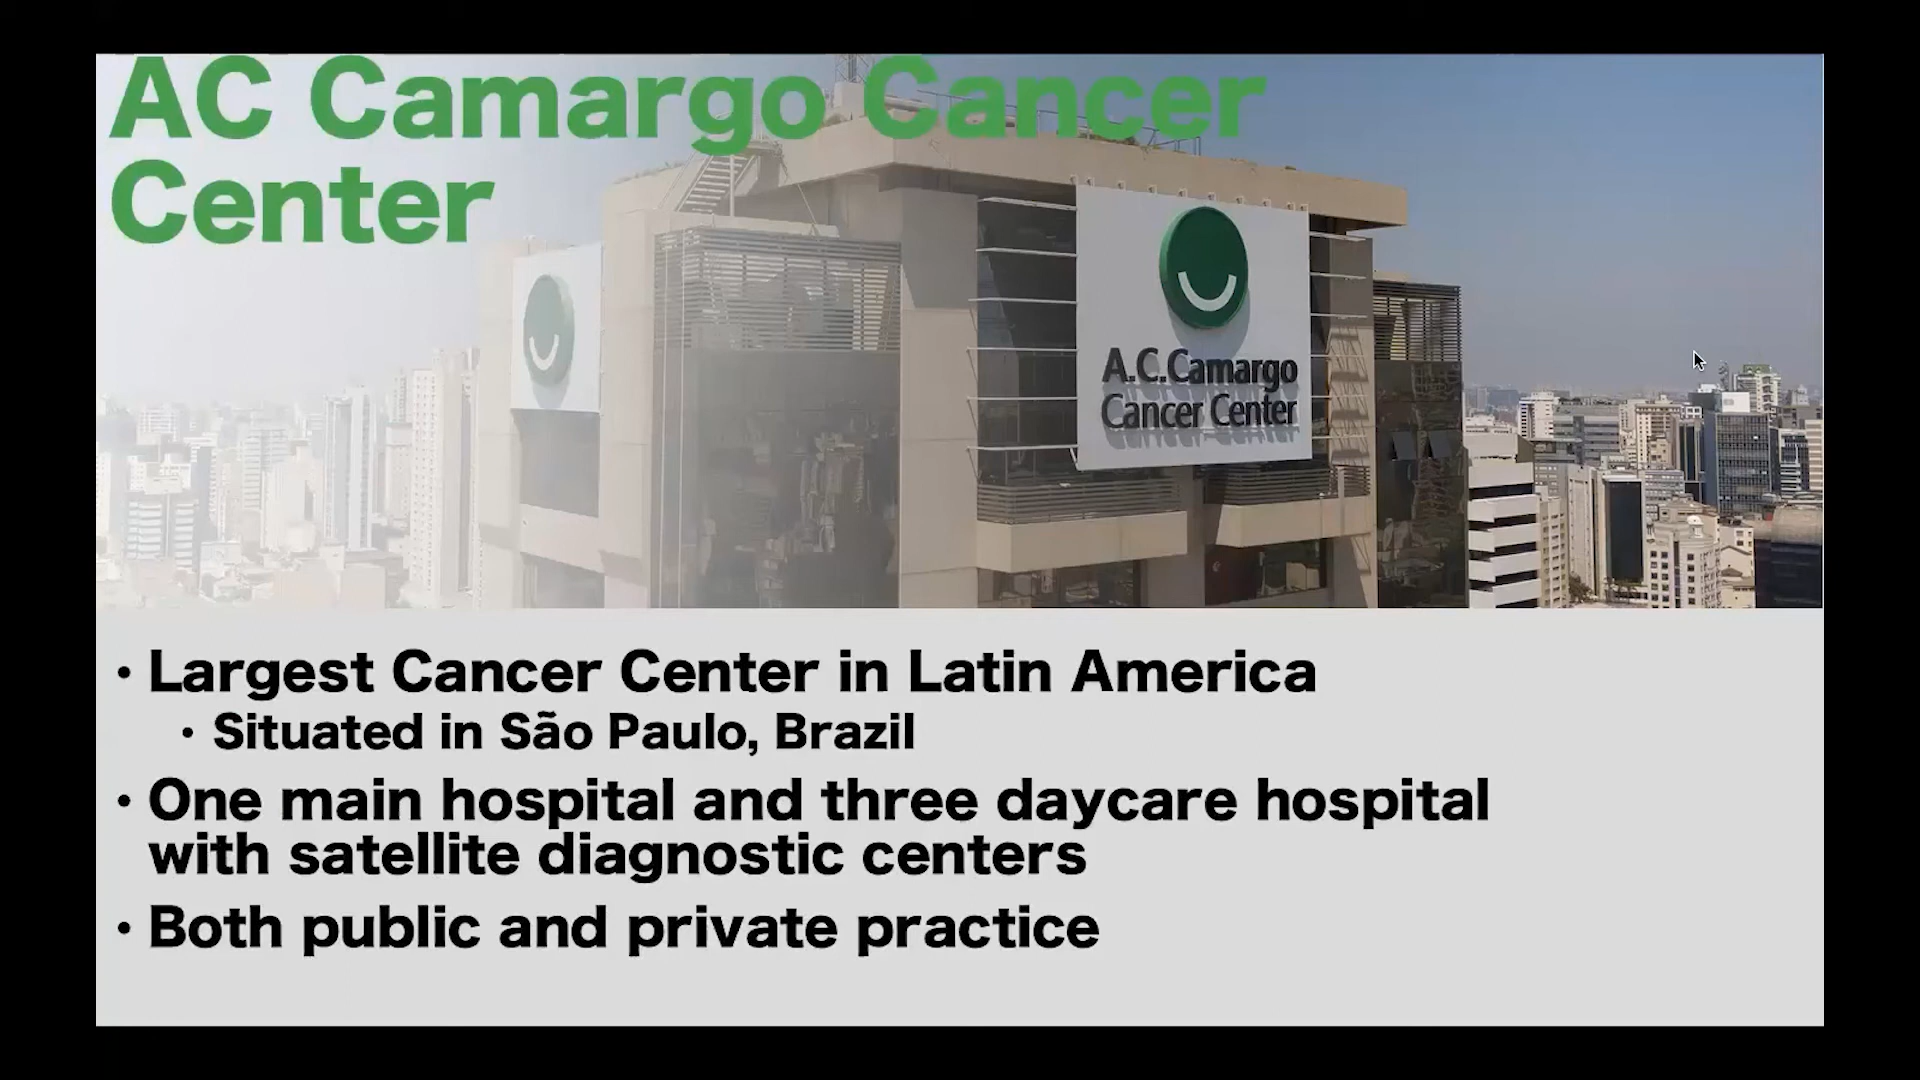 AC Camargo Cancer
Center
A.C.Camargo
Cancer Center
• Largest Cancer Center in Latin America
• Situated in São Paulo, Brazil
• One main hospital and three daycare hospital
with satellite diagnostic centers
• Both public and private practice